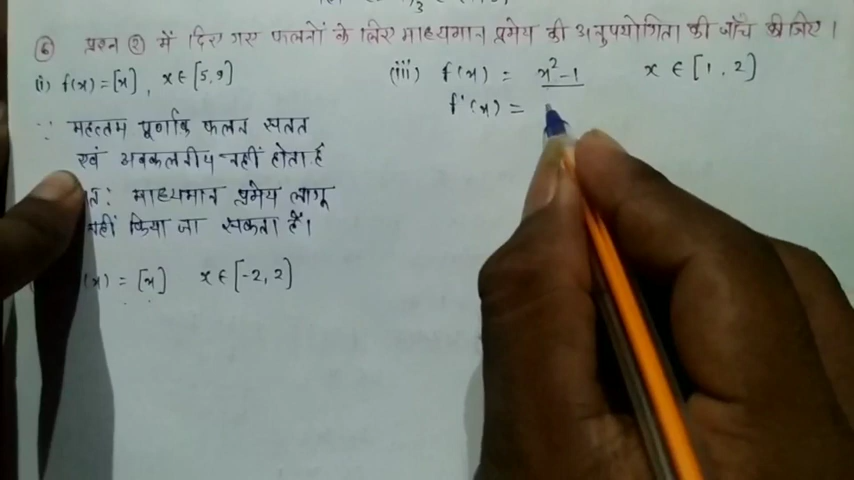 ⑥ प्रश्न ② में दिए गए फलनों के लिए माध्यमान प्रमेय की अनुपयोगिता की जाँच कीजिए।
(i) f(x) = [x], x ∈ [5, 9]
∵ महत्तम पूर्णांक फलन सतत
एवं अवकलनीय नहीं होता है
त: माध्यमान प्रमेय लागू
नहीं किया जा सकता है।
(x) = [x] x ∈ [-2, 2]
(iii) f(x) = x² - 1 x ∈ [1, 2]
f'(x) =